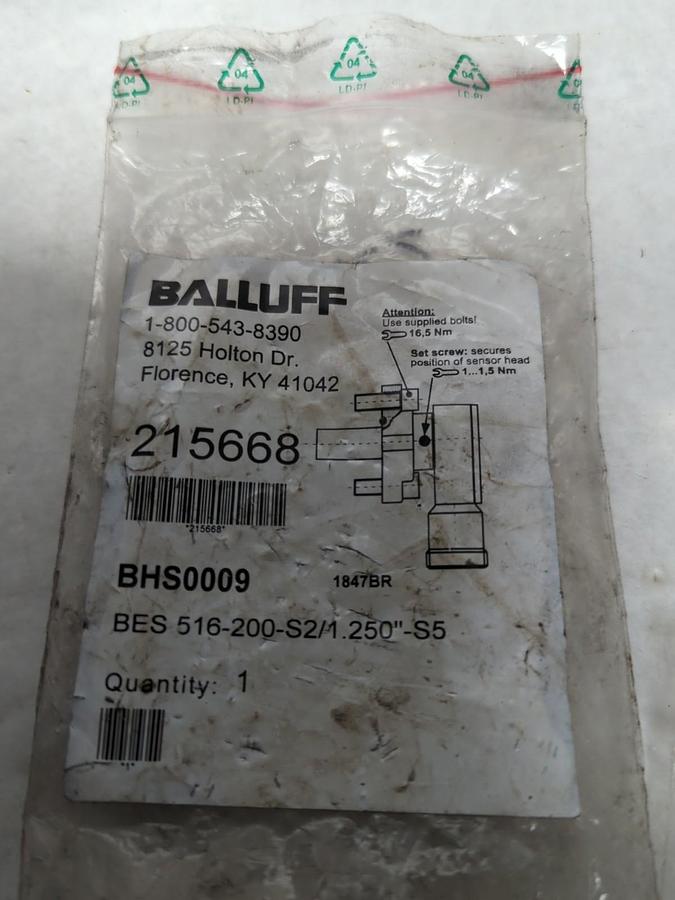 04 04 04 04 04
LD-PE LD-PE LD-PE LD-PE
BALLUFF
1-800-543-8390
8125 Holton Dr.
Florence, KY 41042
Attention:
Use supplied bolts!
16,5 Nm
Set screw: secures
position of sensor head
1...1,5 Nm
215668
*215668*
BHS0009
1847BR
BES 516-200-S2/1.250"-S5
Quantity: 1
*1*